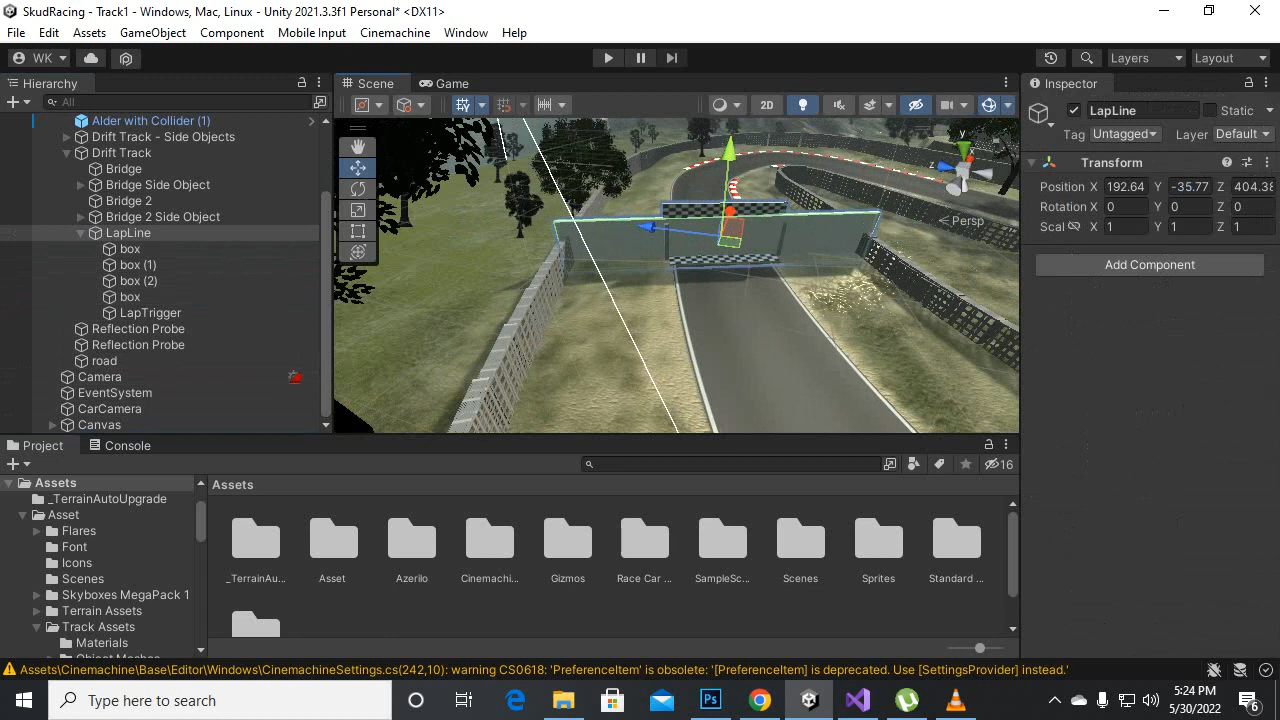 SkudRacing - Track1 - Windows, Mac, Linux - Unity 2021.3.3f1 Personal* <DX11>
File Edit Assets GameObject Component Mobile Input Cinemachine Window Help
WK Layers Layout
Hierarchy
All
Alder with Collider (1)
Drift Track - Side Objects
Drift Track
Bridge
Bridge Side Object
Bridge 2
Bridge 2 Side Object
LapLine
box
box (1)
box (2)
box
LapTrigger
Reflection Probe
Reflection Probe
road
Camera
EventSystem
CarCamera
Canvas
Scene Game
2D
y
x
z
Persp
Inspector
LapLine Static
Tag Untagged Layer Default
Transform
Position X 192.64 Y -35.77 Z 404.38
Rotation X 0 Y 0 Z 0
Scal X 1 Y 1 Z 1
Add Component
Project Console
16
Assets
_TerrainAutoUpgrade
Asset
Flares
Font
Icons
Scenes
Skyboxes MegaPack 1
Terrain Assets
Track Assets
Materials
Object Meshes
Assets
_TerrainAu... Asset Azerilo Cinemachi... Gizmos Race Car ... SampleSc... Scenes Sprites Standard ...
Assets\Cinemachine\Base\Editor\Windows\CinemachineSettings.cs(242,10): warning CS0618: 'PreferenceItem' is obsolete: '[PreferenceItem] is deprecated. Use [SettingsProvider] instead.'
Type here to search
Ps
5:24 PM
5/30/2022
6